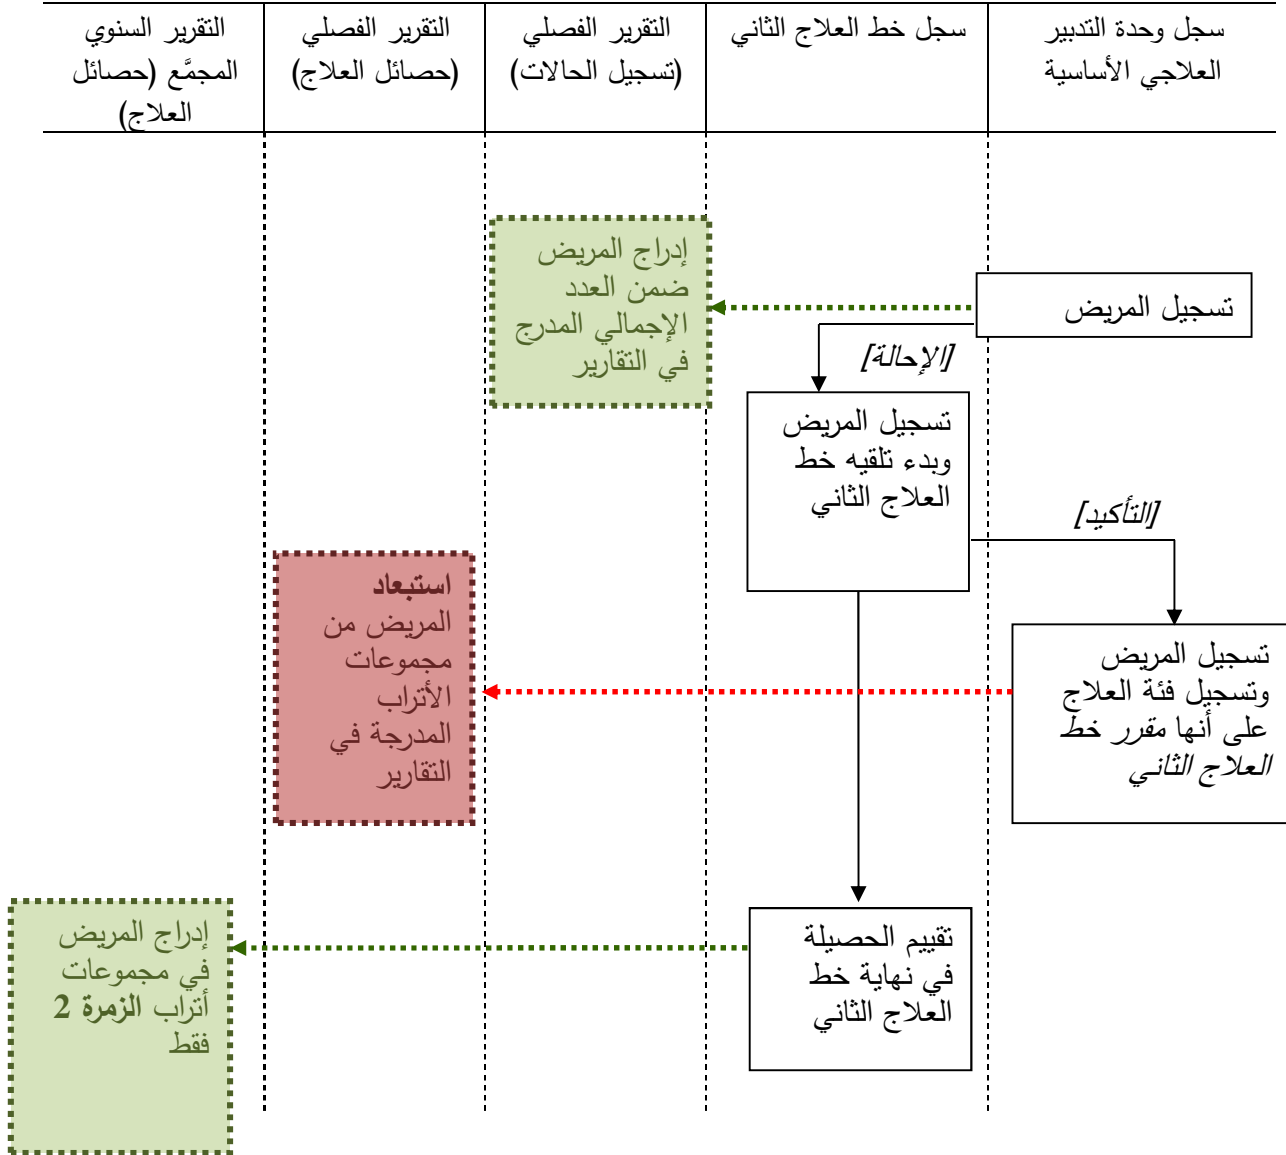 سجل وحدة التدبير
العلاجي الأساسية
سجل خط العلاج الثاني
التقرير الفصلي
(تسجيل الحالات)
التقرير الفصلي
(حصائل العلاج)
التقرير السنوي
المجمَّع (حصائل
العلاج)
تسجيل المريض
إدراج المريض
ضمن العدد
الإجمالي المدرج
في التقارير
[الإحالة]
تسجيل المريض
وبدء تلقيه خط
العلاج الثاني
[التأكيد]
تسجيل المريض
وتسجيل فئة العلاج
على أنها مقرر خط
العلاج الثاني
استبعاد
المريض من
مجموعات
الأتراب
المدرجة في
التقارير
تقييم الحصيلة
في نهاية خط
العلاج الثاني
إدراج المريض
في مجموعات
أتراب الزمرة 2
فقط